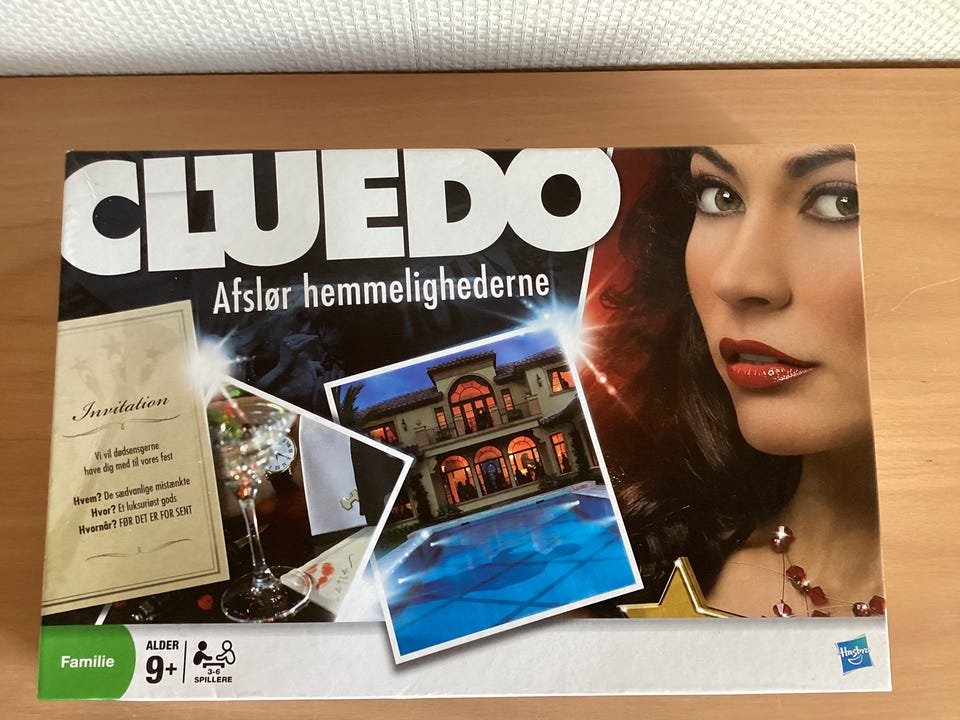 CLUEDO
Afslør hemmelighederne
Invitation
Vi vil dødsensgerne
have dig med til vores fest
Hvem? De sædvanlige mistænkte
Hvor? Et luksuriøst gods
Hvornår? FØR DET ER FOR SENT
Familie
ALDER
9+
3-6
SPILLERE
Hasbro